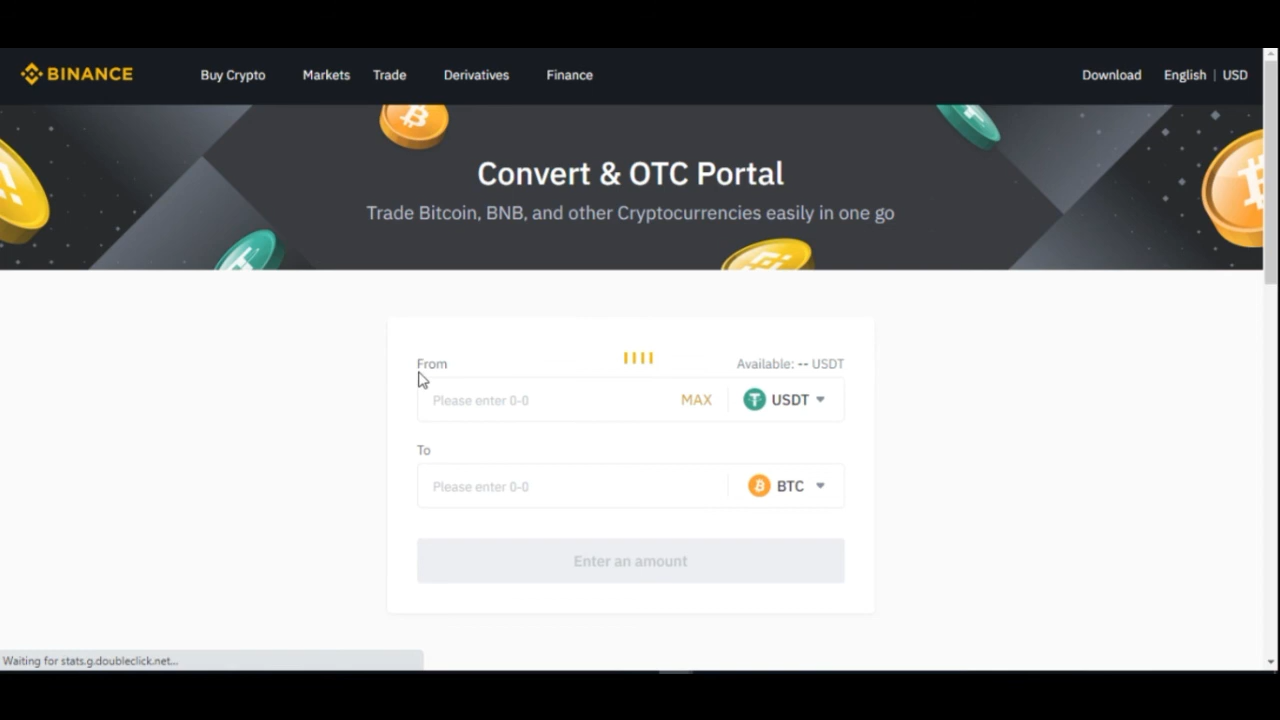 BINANCE Buy Crypto Markets Trade Derivatives Finance Download English | USD
Convert & OTC Portal
Trade Bitcoin, BNB, and other Cryptocurrencies easily in one go
From Available: -- USDT
Please enter 0-0 MAX USDT
To
Please enter 0-0 BTC
Enter an amount
Waiting for stats.g.doubleclick.net...